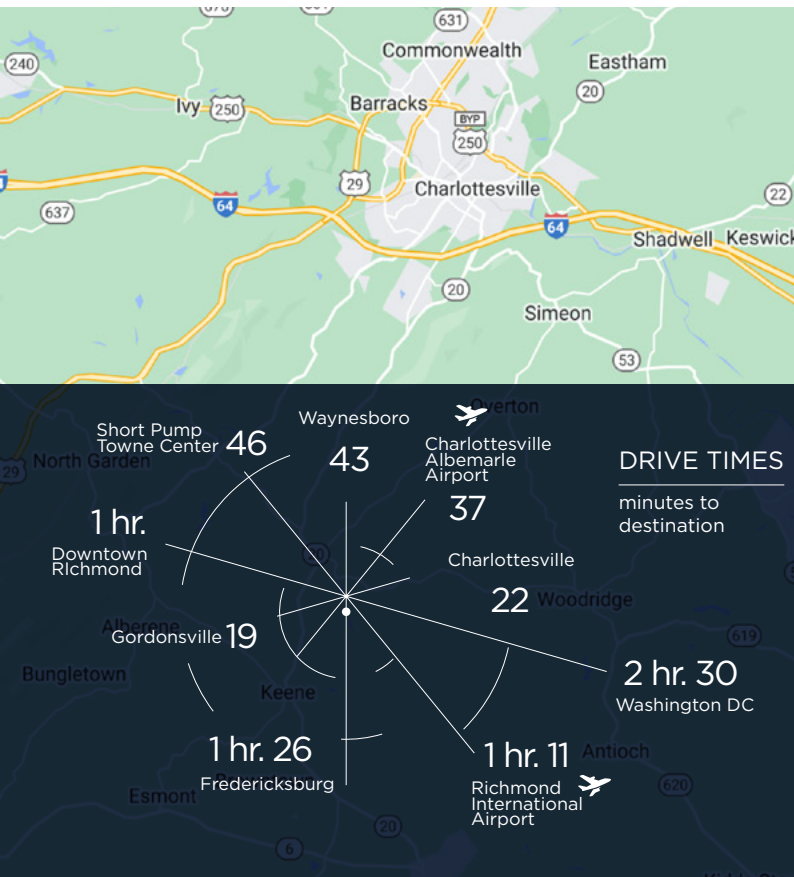 631
Commonwealth
Eastham
240
20
Ivy
250
Barracks
BYP
250
29
Charlottesville
22
637
64
64
Shadwell
Keswick
20
Simeon
53
Overton
Waynesboro
43
Short Pump
Towne Center 46
Charlottesville
Albemarle
Airport
37
DRIVE TIMES
minutes to
destination
29
North Garden
1 hr.
Downtown
RIchmond
20
Charlottesville
22
Woodridge
619
Alberene
Gordonsville 19
Bungletown
Keene
2 hr. 30
Washington DC
1 hr. 26
Fredericksburg
1 hr. 11
Richmond
International
Airport
Antioch
620
Esmont
20
6